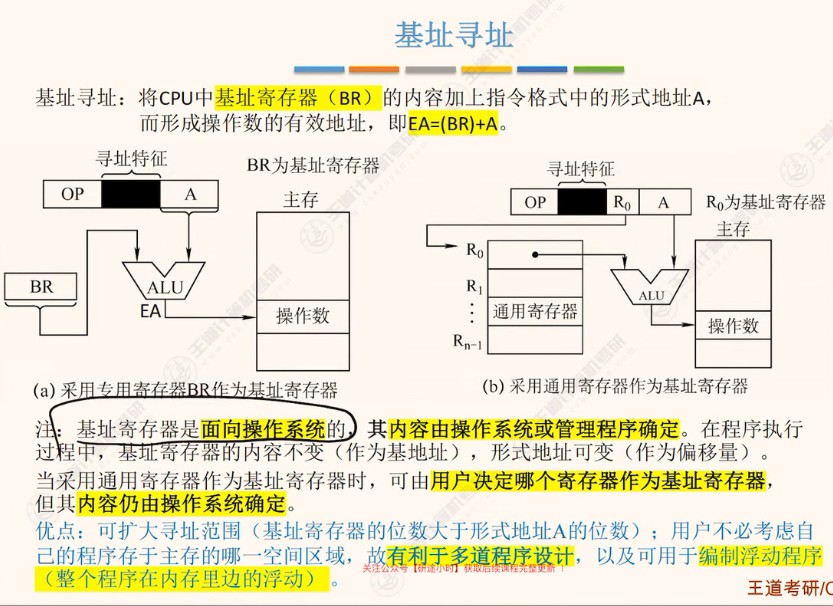 基址寻址
基址寻址：将CPU中基址寄存器（BR）的内容加上指令格式中的形式地址A，
而形成操作数的有效地址，即EA=(BR)+A。
寻址特征
BR为基址寄存器
OP
A
主存
BR
ALU
EA
操作数
(a) 采用专用寄存器BR作为基址寄存器
寻址特征
OP
R₀
A
R₀为基址寄存器
主存
R₀
R₁
⋮
Rₙ₋₁
通用寄存器
ALU
操作数
(b) 采用通用寄存器作为基址寄存器
注：基址寄存器是面向操作系统的，其内容由操作系统或管理程序确定。在程序执行
过程中，基址寄存器的内容不变（作为基地址），形式地址可变（作为偏移量）。
当采用通用寄存器作为基址寄存器时，可由用户决定哪个寄存器作为基址寄存器，
但其内容仍由操作系统确定。
优点：可扩大寻址范围（基址寄存器的位数大于形式地址A的位数）；用户不必考虑自
己的程序存于主存的哪一空间区域，故有利于多道程序设计，以及可用于编制浮动程序
（整个程序在内存里边的浮动）。
关注公众号【研途小时】获取后续课程完整更新！
王道考研/C